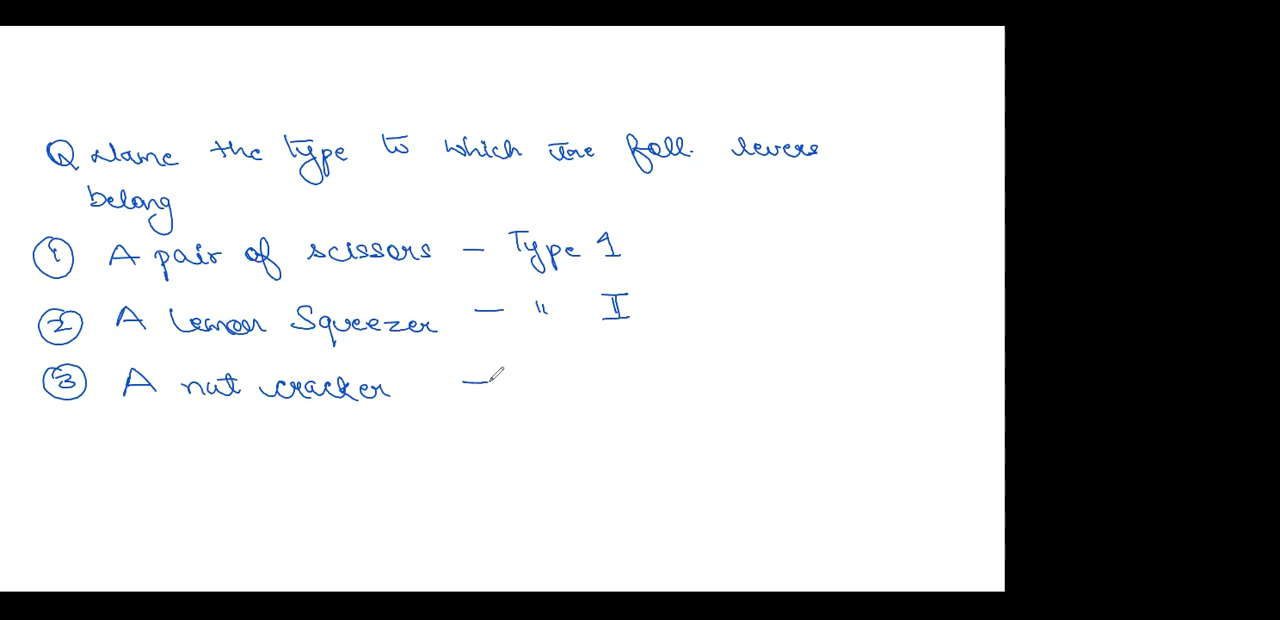 Q Name the type to which the foll. levers
belong
① A pair of scissors - Type 1
② A Lemon Squeezer - " II
③ A nut cracker -